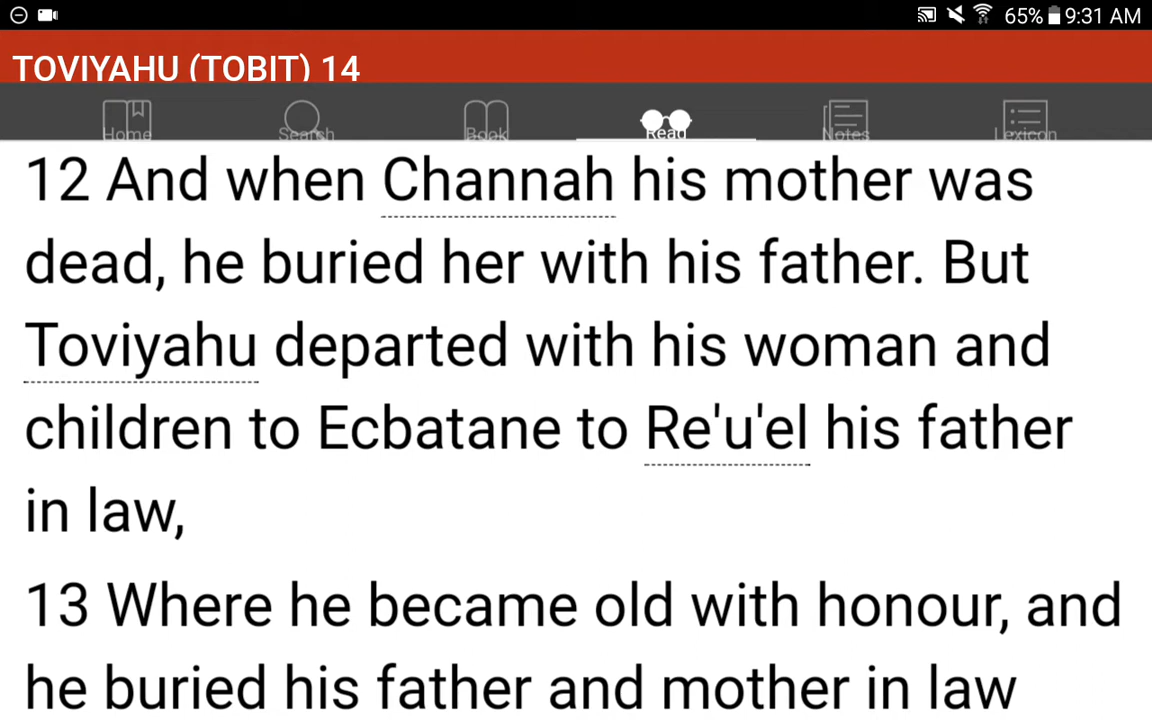 65% 9:31 AM
TOVIYAHU (TOBIT) 14
Home Search Book Read Notes Lexicon
12 And when Channah his mother was
dead, he buried her with his father. But
Toviyahu departed with his woman and
children to Ecbatane to Re'u'el his father
in law,
13 Where he became old with honour, and
he buried his father and mother in law